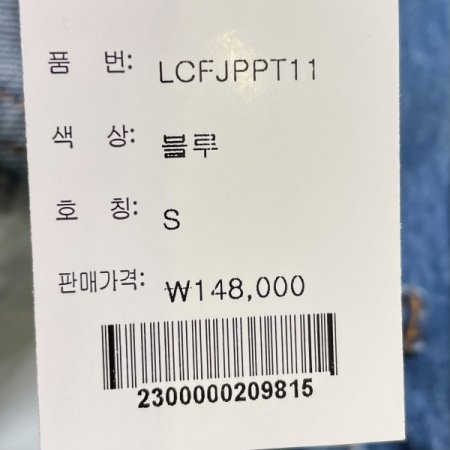 품 번: LCFJPPT11
색 상: 블루
호 칭: S
판매가격: ₩148,000
2300000209815